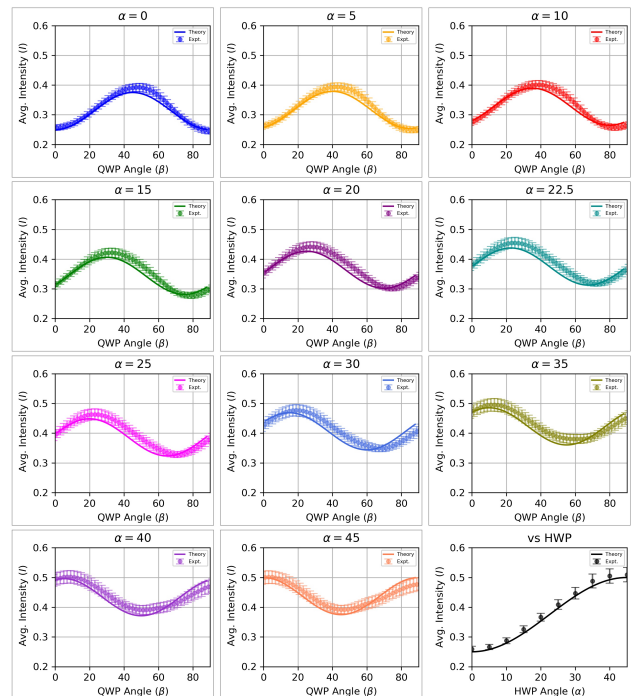 α = 0
Avg. Intensity (I)
0.6
0.5
0.4
0.3
0.2
Theory
Expt.
0 20 40 60 80
QWP Angle (β)
α = 5
Avg. Intensity (I)
0.6
0.5
0.4
0.3
0.2
Theory
Expt.
0 20 40 60 80
QWP Angle (β)
α = 10
Avg. Intensity (I)
0.6
0.5
0.4
0.3
0.2
Theory
Expt.
0 20 40 60 80
QWP Angle (β)
α = 15
Avg. Intensity (I)
0.6
0.5
0.4
0.3
0.2
Theory
Expt.
0 20 40 60 80
QWP Angle (β)
α = 20
Avg. Intensity (I)
0.6
0.5
0.4
0.3
0.2
Theory
Expt.
0 20 40 60 80
QWP Angle (β)
α = 22.5
Avg. Intensity (I)
0.6
0.5
0.4
0.3
0.2
Theory
Expt.
0 20 40 60 80
QWP Angle (β)
α = 25
Avg. Intensity (I)
0.6
0.5
0.4
0.3
0.2
Theory
Expt.
0 20 40 60 80
QWP Angle (β)
α = 30
Avg. Intensity (I)
0.6
0.5
0.4
0.3
0.2
Theory
Expt.
0 20 40 60 80
QWP Angle (β)
α = 35
Avg. Intensity (I)
0.6
0.5
0.4
0.3
0.2
Theory
Expt.
0 20 40 60 80
QWP Angle (β)
α = 40
Avg. Intensity (I)
0.6
0.5
0.4
0.3
0.2
Theory
Expt.
0 20 40 60 80
QWP Angle (β)
α = 45
Avg. Intensity (I)
0.6
0.5
0.4
0.3
0.2
Theory
Expt.
0 20 40 60 80
QWP Angle (β)
vs HWP
Avg. Intensity (I)
0.6
0.5
0.4
0.3
0.2
Theory
Expt.
0 10 20 30 40
HWP Angle (α)